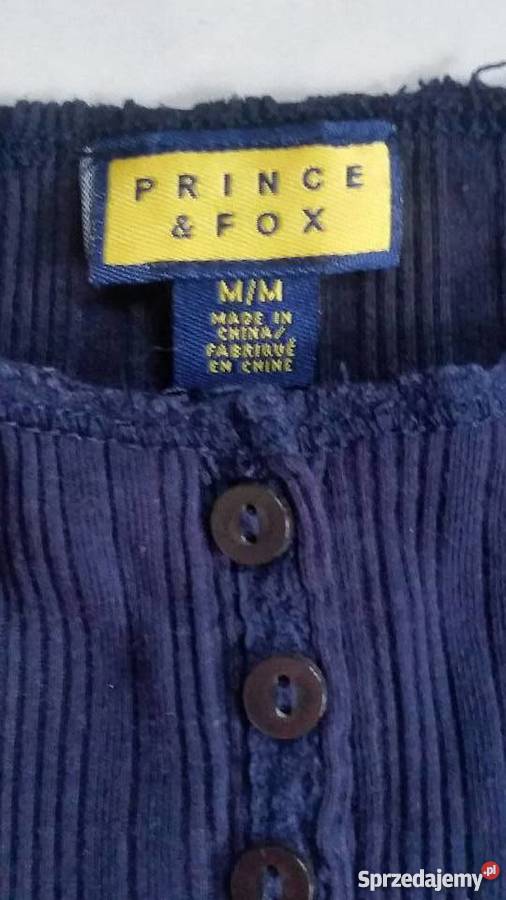 PRINCE
& FOX
M/M
MADE IN
CHINA/
FABRIQUÉ
EN CHINE
Sprzedajemy.pl